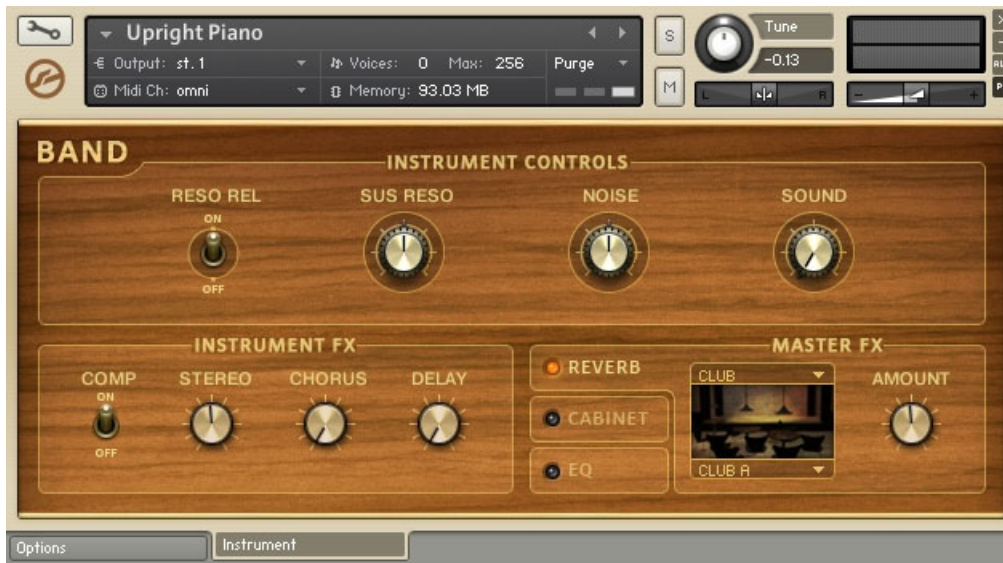 Upright Piano
Output: st. 1
Voices: 0 Max: 256
Purge
Midi Ch: omni
Memory: 93.03 MB
S
M
Tune
-0.13
L
R
-
+
BAND
INSTRUMENT CONTROLS
RESO REL
SUS RESO
NOISE
SOUND
ON
OFF
INSTRUMENT FX
COMP
STEREO
CHORUS
DELAY
ON
OFF
REVERB
CABINET
EQ
MASTER FX
CLUB
CLUB A
AMOUNT
Options
Instrument